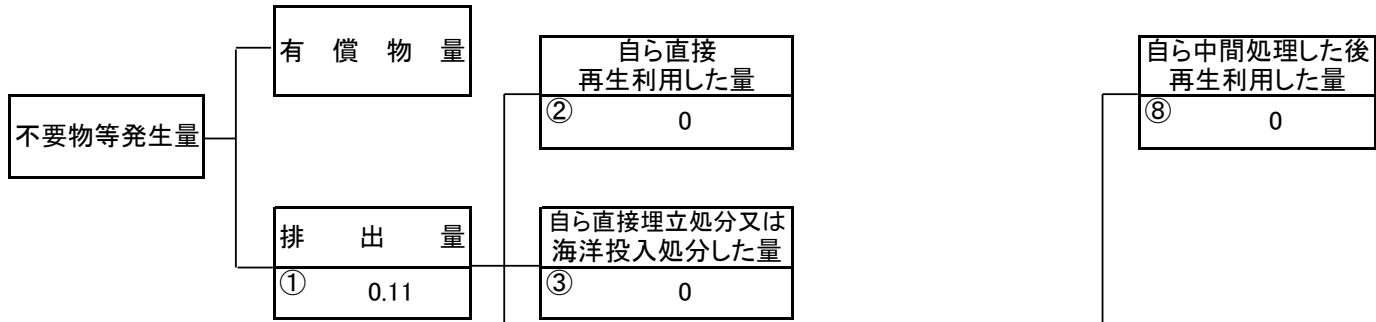 有 償 物 量
自ら直接
再生利用した量
② 0
自ら中間処理した後
再生利用した量
⑧ 0
不要物等発生量
排 出 量
① 0.11
自ら直接埋立処分又は
海洋投入処分した量
③ 0